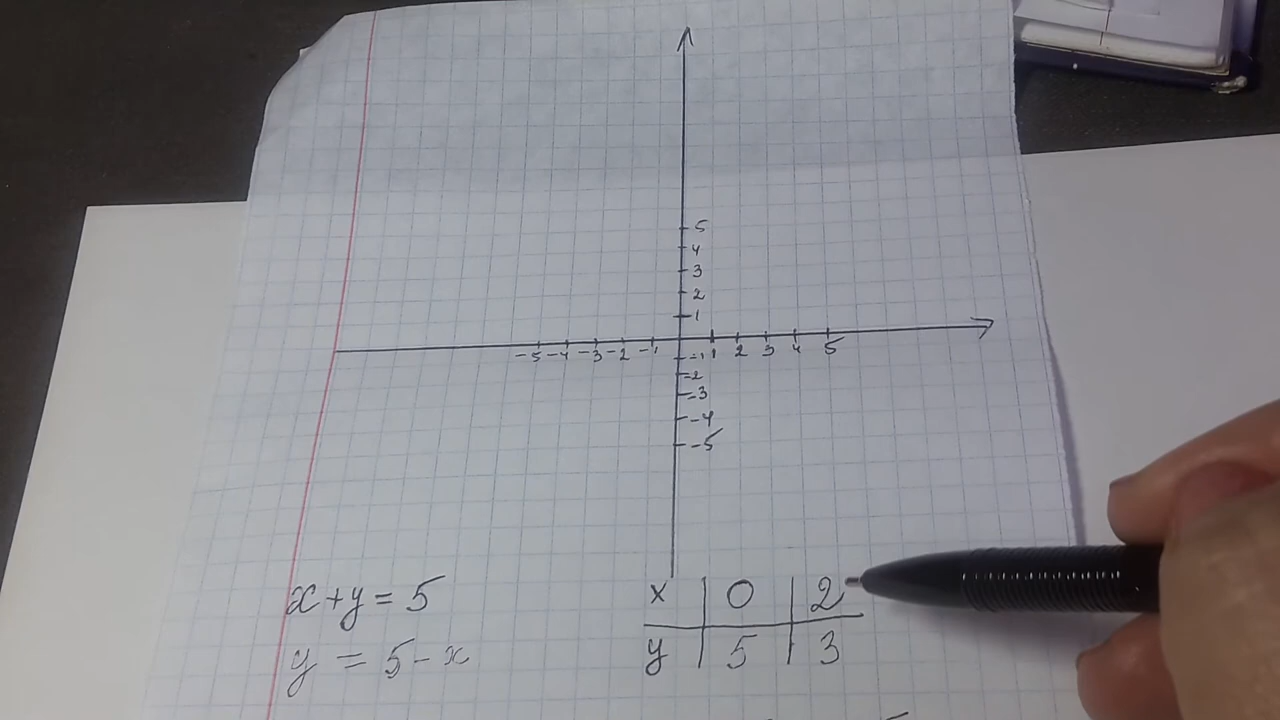 5
4
3
2
1
-5 -4 -3 -2 -1 1 2 3 4 5
-1
-2
-3
-4
-5
x+y=5
y = 5-x
x | 0 | 2
y | 5 | 3